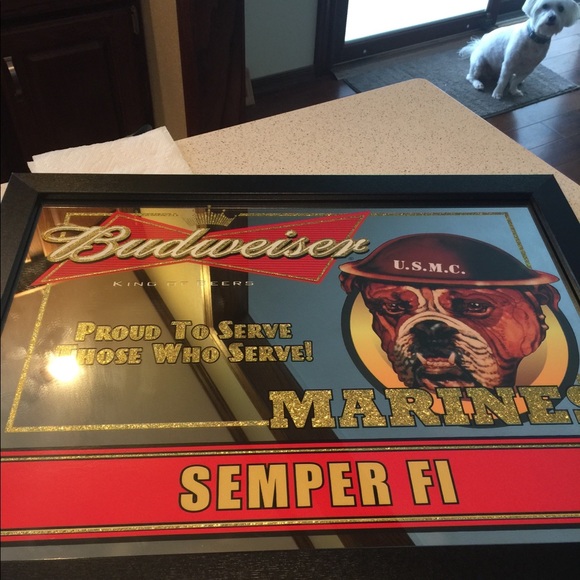 Budweiser
KING OF BEERS
U.S.M.C.
PROUD TO SERVE
THOSE WHO SERVE!
MARINES
SEMPER FI